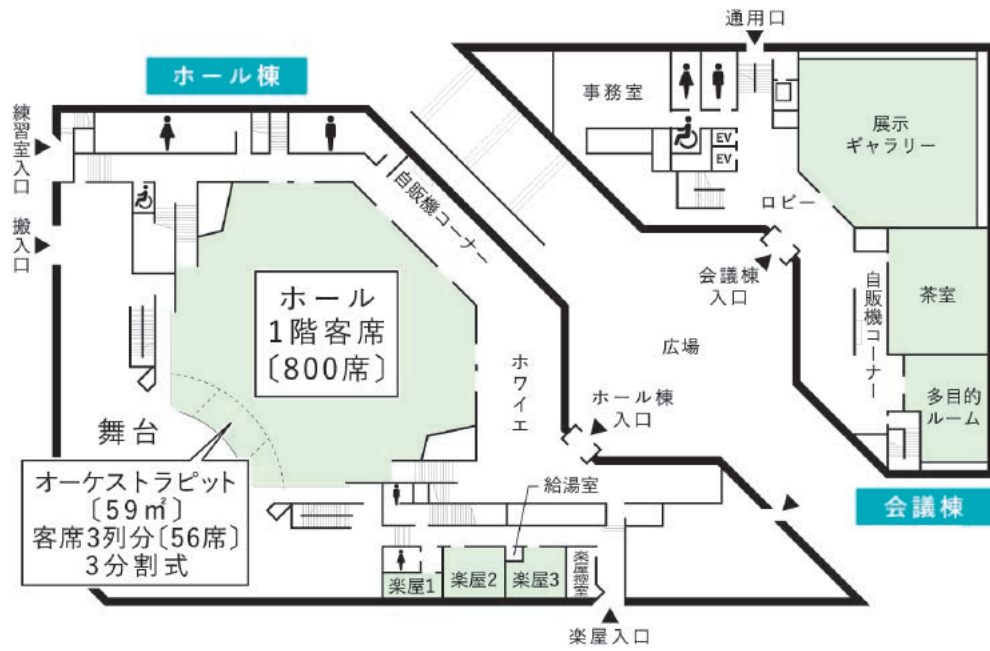 通用口
ホール棟
事務室
EV
EV
展示
ギャラリー
練習室入口
搬入口
自販機コーナー
ロビー
会議棟
入口
自販機コーナー
茶室
ホール
1階客席
〔800席〕
広場
ホワイエ
ホール棟
入口
多目的
ルーム
舞台
オーケストラピット
〔59㎡〕
客席3列分〔56席〕
3分割式
給湯室
会議棟
楽屋1
楽屋2
楽屋3
楽屋控室
楽屋入口